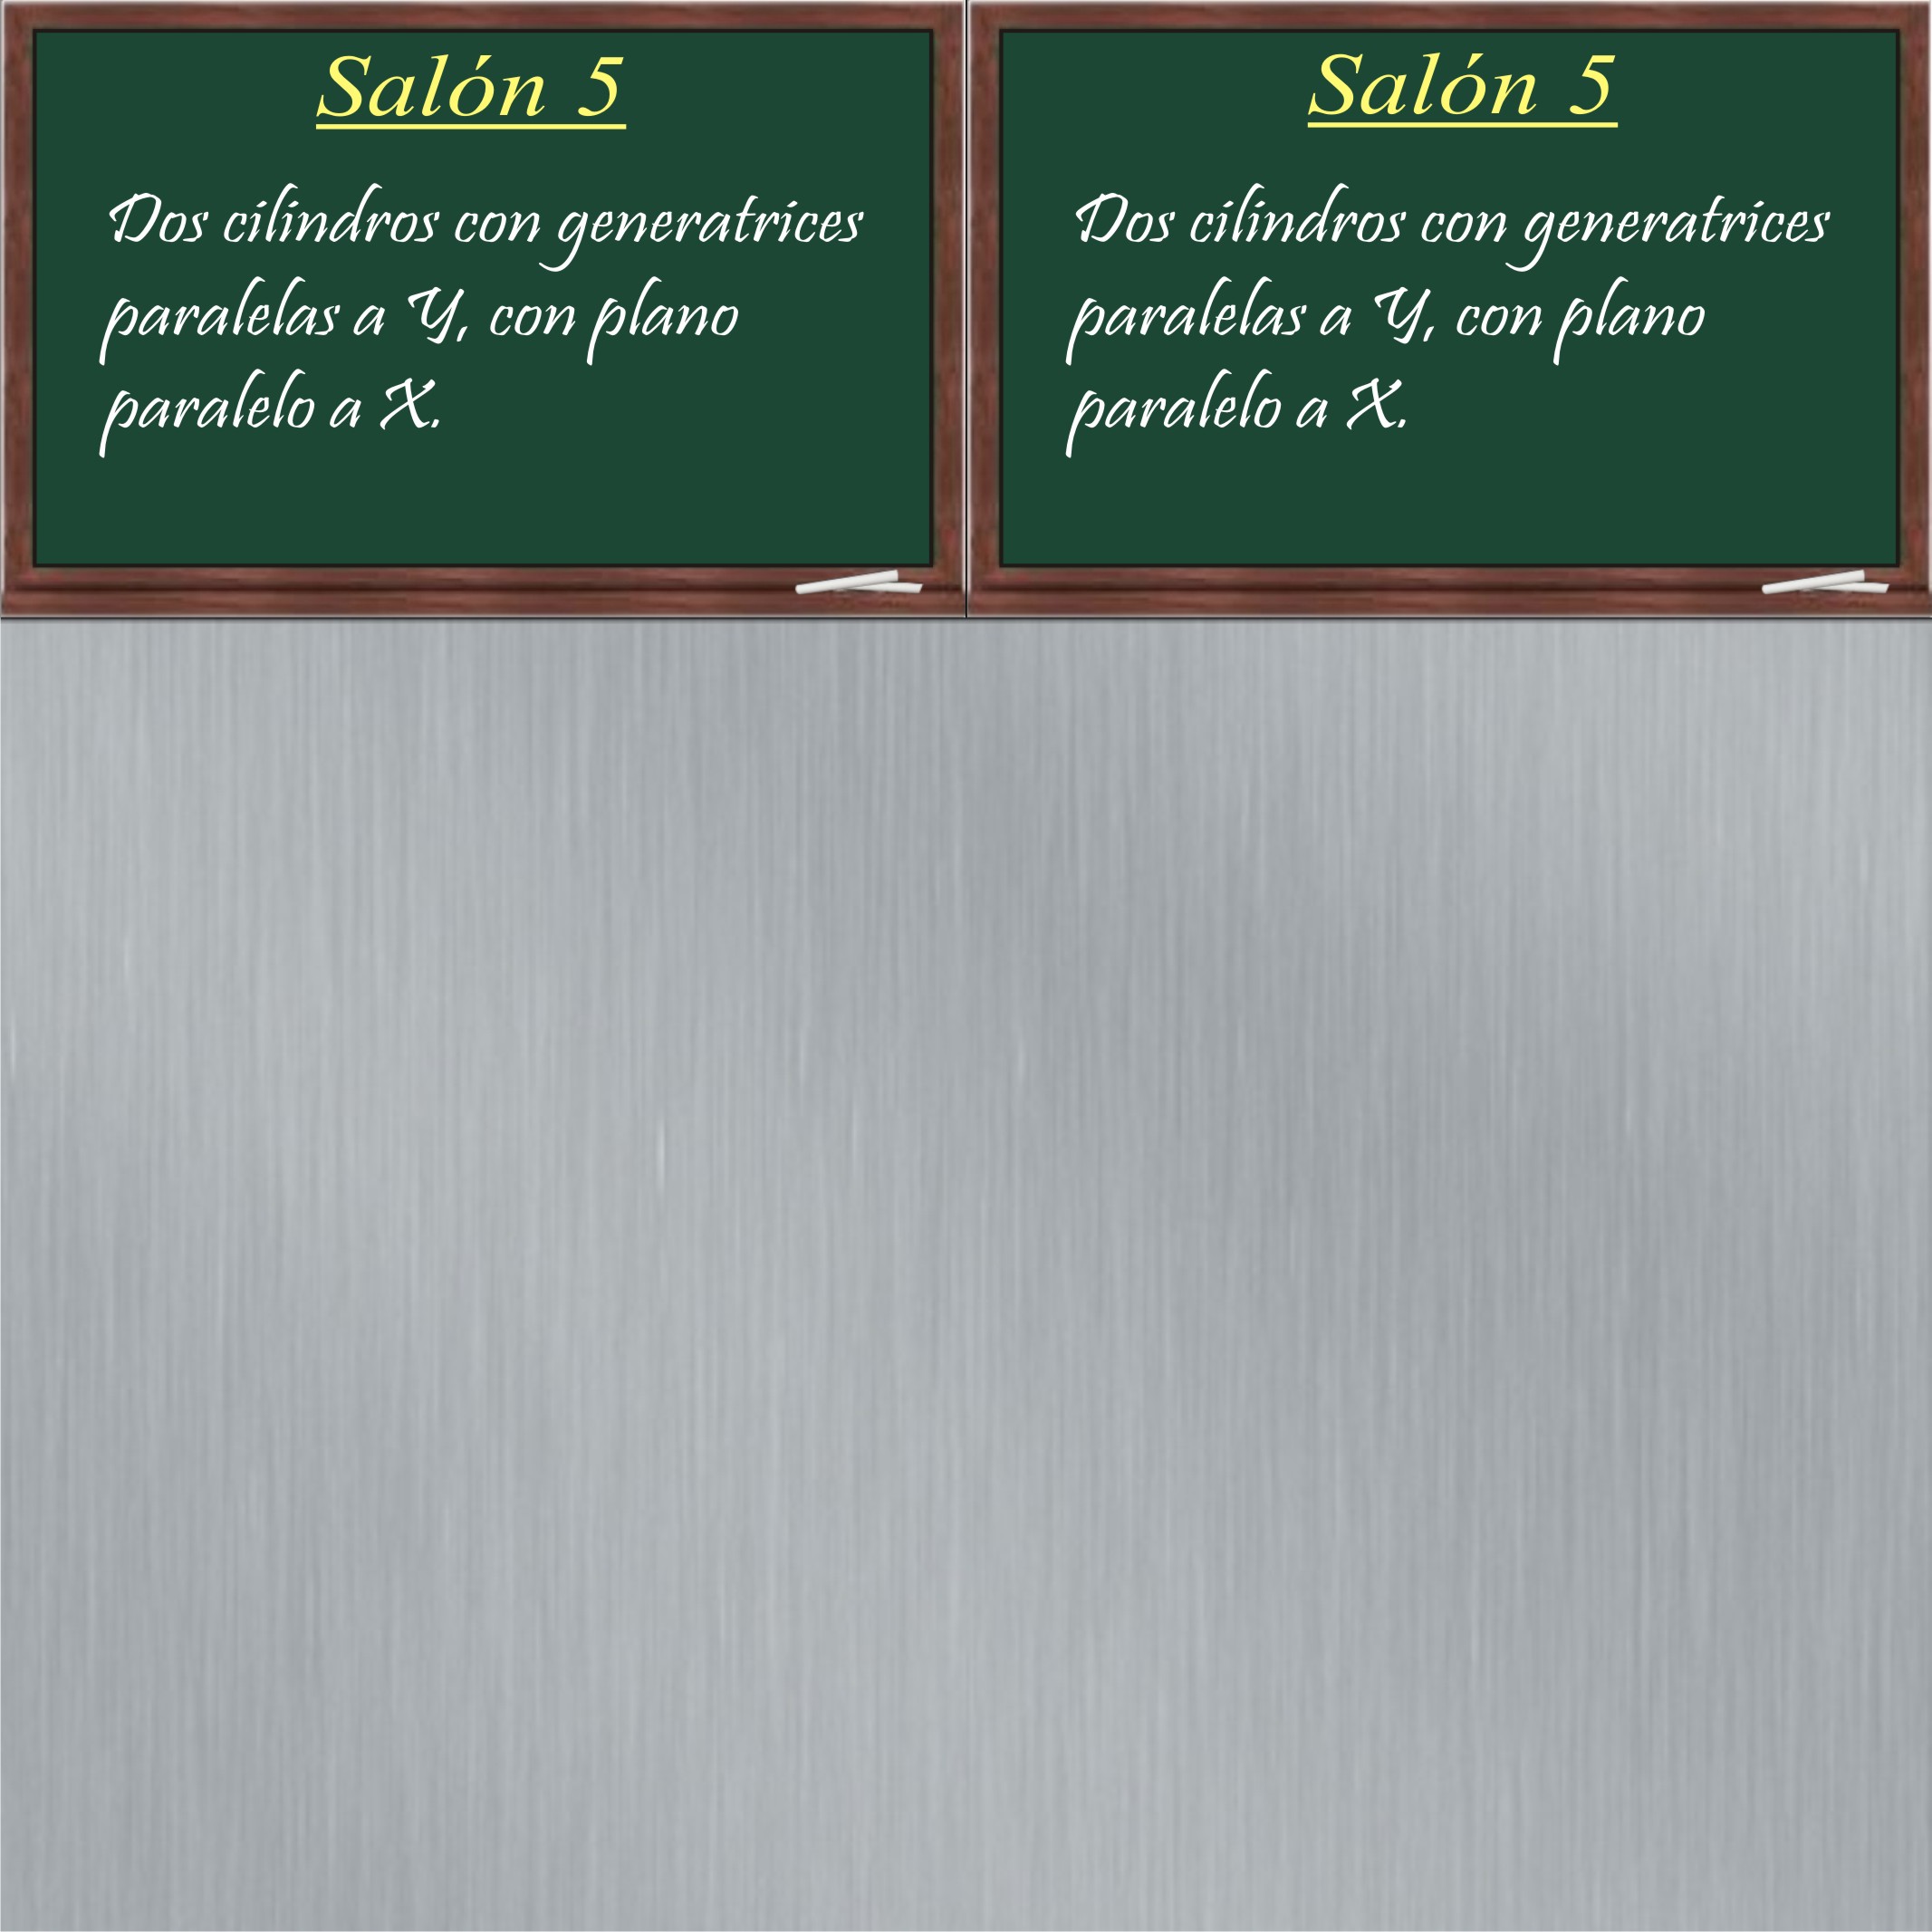 Salón 5
Dos cilindros con generatrices
paralelas a Y, con plano
paralelo a X.
Salón 5
Dos cilindros con generatrices
paralelas a Y, con plano
paralelo a X.